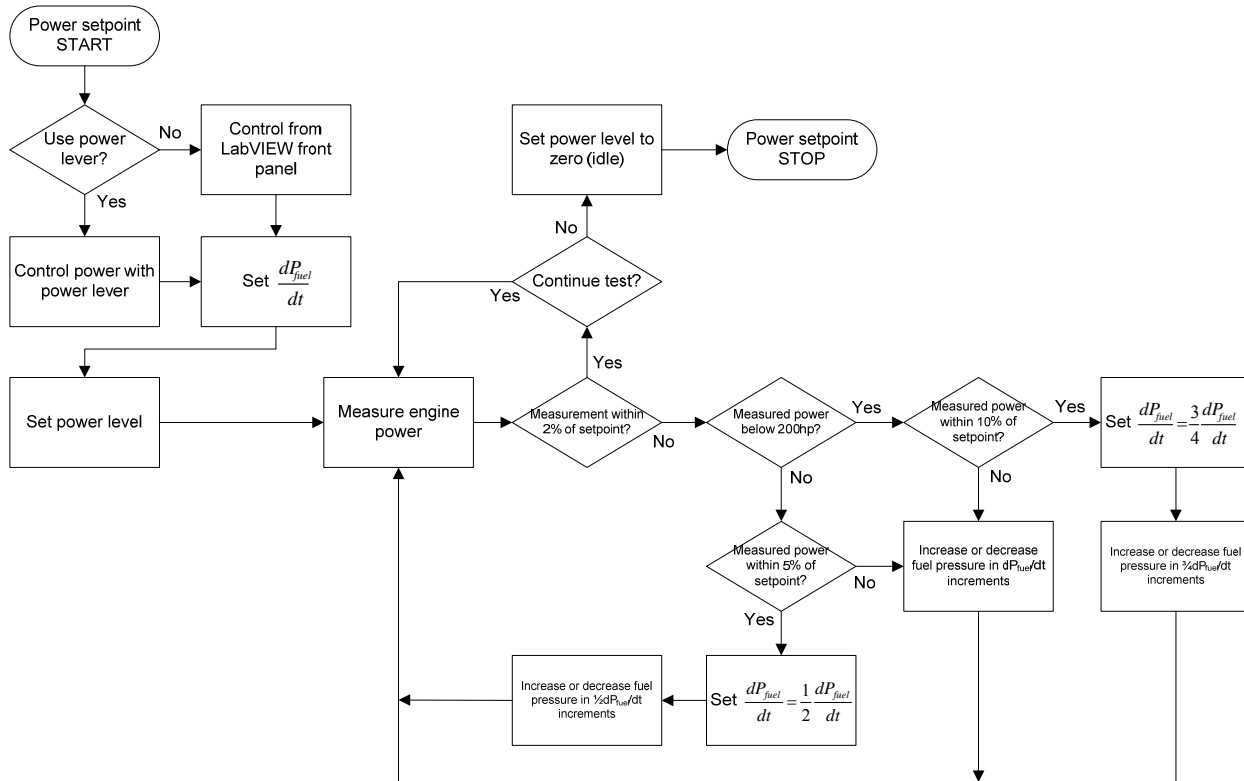 Power setpoint
START
Use power
lever?
No
Yes
Control from
LabVIEW front
panel
Control power with
power lever
Set dP_fuel/dt
Set power level
Set power level to
zero (idle)
Power setpoint
STOP
No
Continue test?
Yes
Yes
Measure engine
power
Measurement within
2% of setpoint?
No
Measured power
below 200hp?
Yes
No
Measured power
within 10% of
setpoint?
Yes
No
Set dP_fuel/dt = 3/4 dP_fuel/dt
Measured power
within 5% of
setpoint?
No
Yes
Increase or decrease
fuel pressure in dP_fuel/dt
increments
Increase or decrease fuel
pressure in ¾dP_fuel/dt
increments
Increase or decrease fuel
pressure in ½dP_fuel/dt
increments
Set dP_fuel/dt = 1/2 dP_fuel/dt